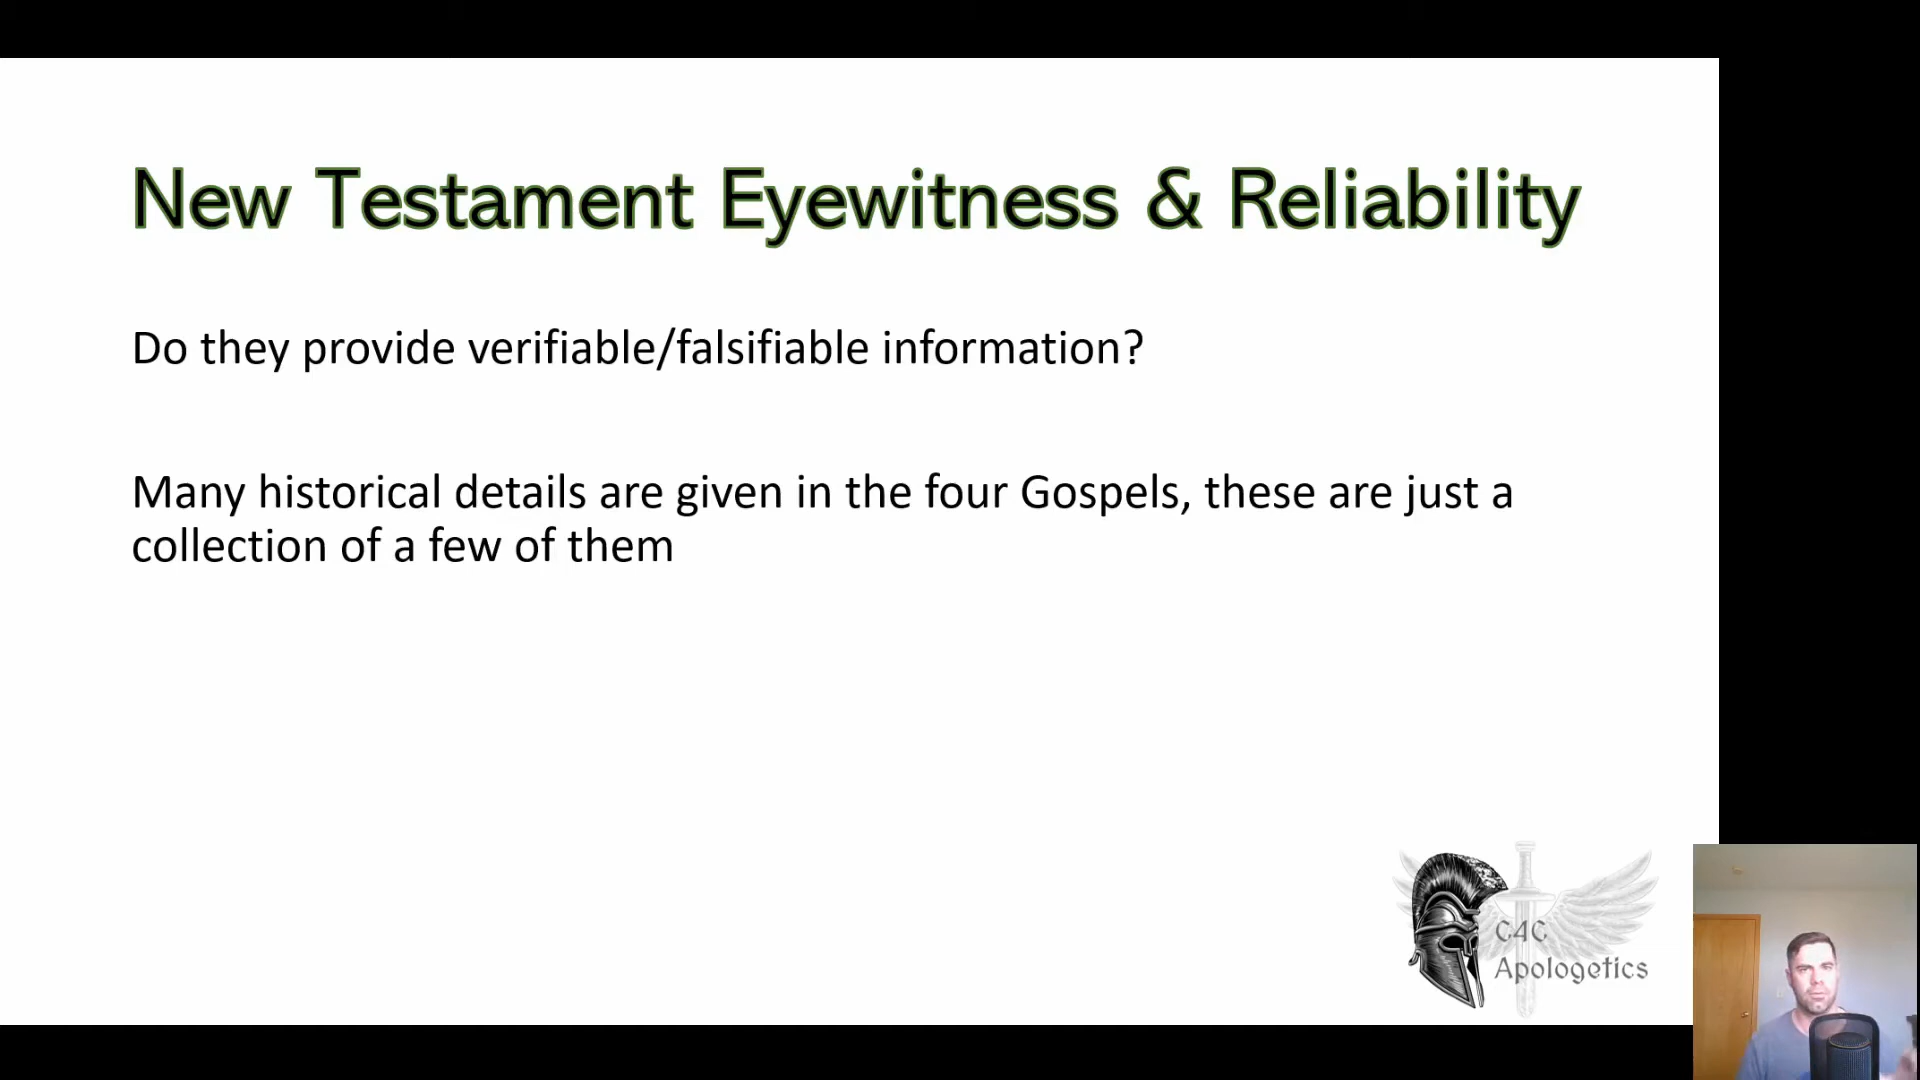 New Testament Eyewitness & Reliability
Do they provide verifiable/falsifiable information?
Many historical details are given in the four Gospels, these are just a
collection of a few of them
C4C
Apologetics